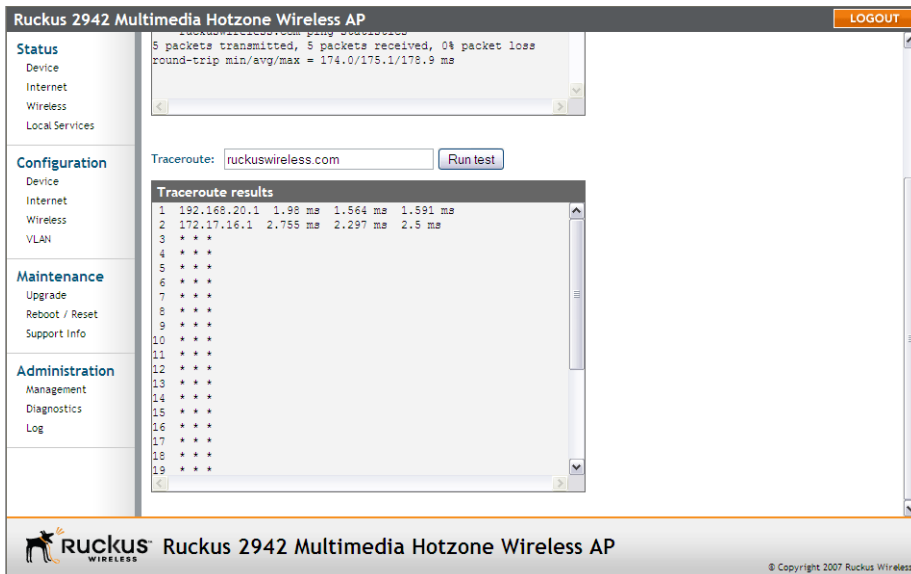 Ruckus 2942 Multimedia Hotzone Wireless AP
LOGOUT
Status
Device
Internet
Wireless
Local Services
Configuration
Device
Internet
Wireless
VLAN
Maintenance
Upgrade
Reboot / Reset
Support Info
Administration
Management
Diagnostics
Log
ruckuswireless.com ping statistics
5 packets transmitted, 5 packets received, 0% packet loss
round-trip min/avg/max = 174.0/175.1/178.9 ms
Traceroute: ruckuswireless.com Run test
Traceroute results
1 192.168.20.1 1.98 ms 1.564 ms 1.591 ms
2 172.17.16.1 2.755 ms 2.297 ms 2.5 ms
3 * * *
4 * * *
5 * * *
6 * * *
7 * * *
8 * * *
9 * * *
10 * * *
11 * * *
12 * * *
13 * * *
14 * * *
15 * * *
16 * * *
17 * * *
18 * * *
19 * * *
RUCKUS™
WIRELESS
Ruckus 2942 Multimedia Hotzone Wireless AP
© Copyright 2007 Ruckus Wireless